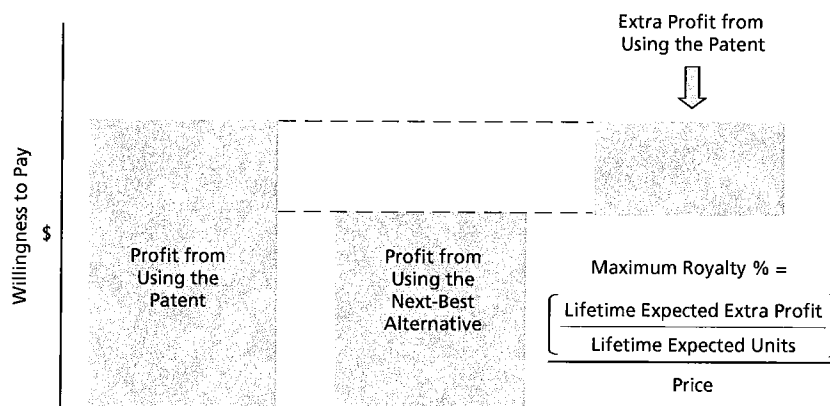 Extra Profit from
Using the Patent
Willingness to Pay
$
Profit from
Using the
Patent
Profit from
Using the
Next-Best
Alternative
Maximum Royalty % =
Lifetime Expected Extra Profit
Lifetime Expected Units
Price